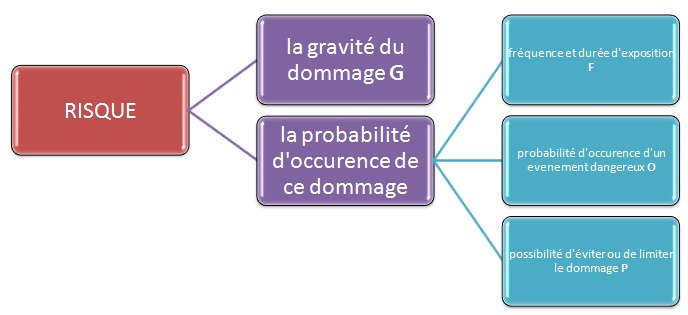 RISQUE
la gravité du
dommage G
la probabilité
d'occurence de
ce dommage
fréquence et durée d'exposition
F
probabilité d'occurence d'un
evenement dangereux O
possibilité d'éviter ou de limiter
le dommage P